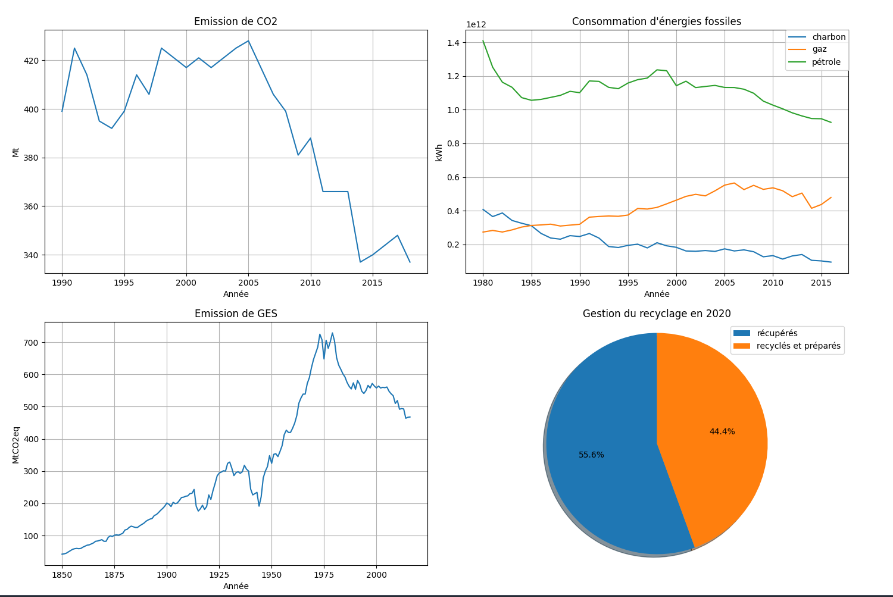 Emission de CO2
420
400
380
360
340
Mt
1990
1995
2000
2005
2010
2015
Année
Consommation d'énergies fossiles
1e12
1.4
1.2
1.0
0.8
0.6
0.4
0.2
kWh
charbon
gaz
pétrole
1980
1985
1990
1995
2000
2005
2010
2015
Année
Emission de GES
700
600
500
400
300
200
100
MtCO2eq
1850
1875
1900
1925
1950
1975
2000
Année
Gestion du recyclage en 2020
récupérés
recyclés et préparés
44.4%
55.6%